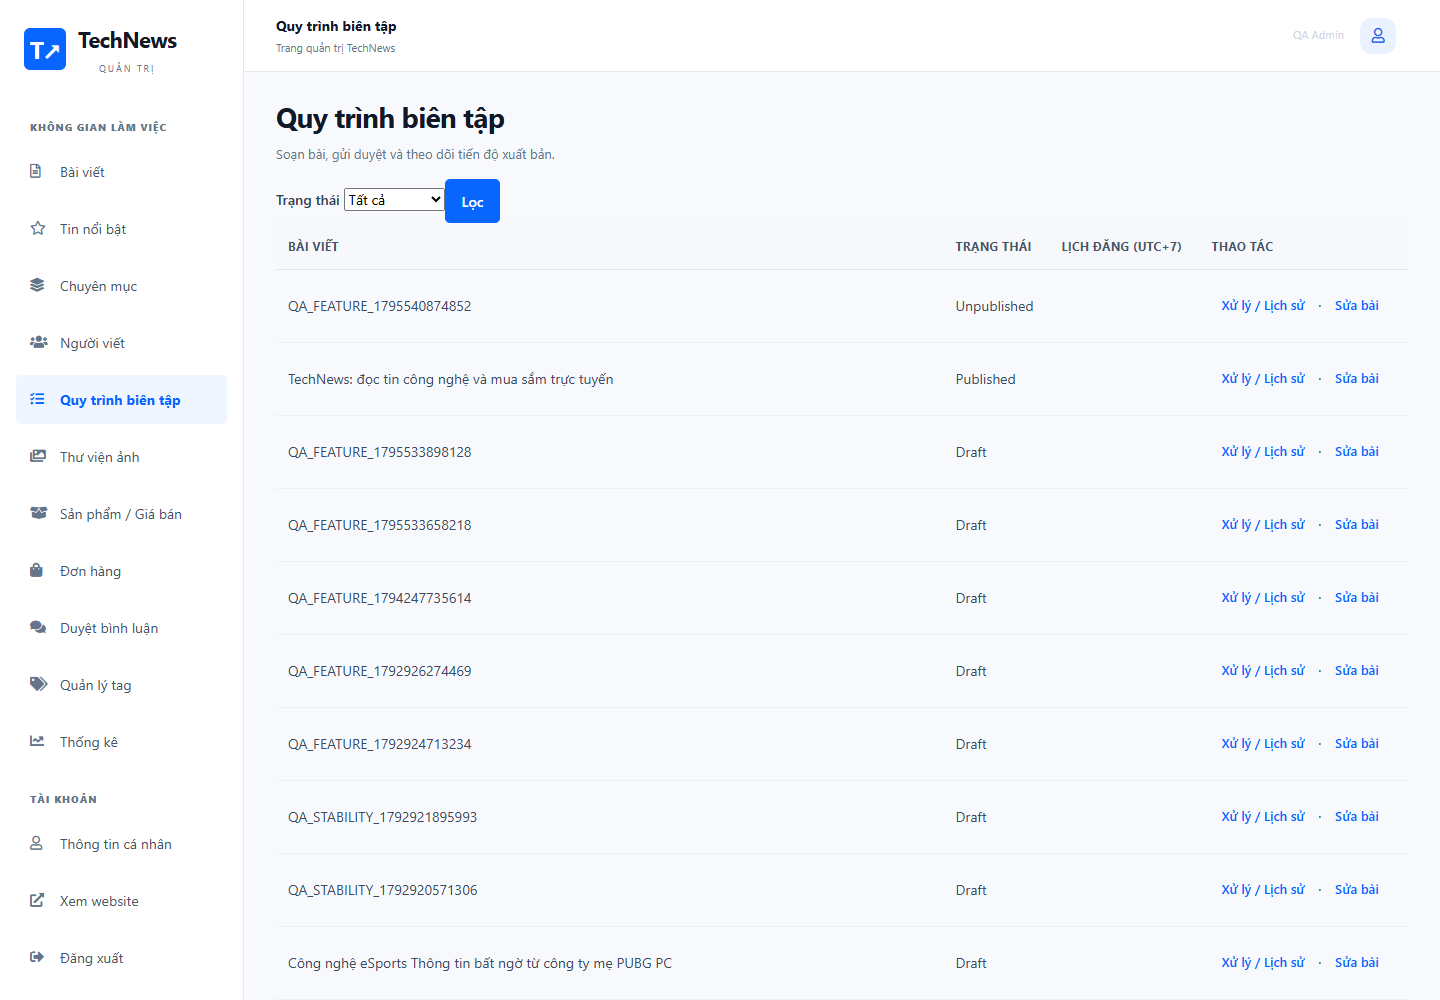 T↗ TechNews
QUẢN TRỊ
KHÔNG GIAN LÀM VIỆC
Bài viết
Tin nổi bật
Chuyên mục
Người viết
Quy trình biên tập
Thư viện ảnh
Sản phẩm / Giá bán
Đơn hàng
Duyệt bình luận
Quản lý tag
Thống kê
TÀI KHOẢN
Thông tin cá nhân
Xem website
Đăng xuất
Quy trình biên tập
Trang quản trị TechNews
QA Admin
Quy trình biên tập
Soạn bài, gửi duyệt và theo dõi tiến độ xuất bản.
Trạng thái Tất cả Lọc
BÀI VIẾT TRẠNG THÁI LỊCH ĐĂNG (UTC+7) THAO TÁC
QA_FEATURE_1795540874852 Unpublished Xử lý / Lịch sử · Sửa bài
TechNews: đọc tin công nghệ và mua sắm trực tuyến Published Xử lý / Lịch sử · Sửa bài
QA_FEATURE_1795533898128 Draft Xử lý / Lịch sử · Sửa bài
QA_FEATURE_1795533658218 Draft Xử lý / Lịch sử · Sửa bài
QA_FEATURE_1794247735614 Draft Xử lý / Lịch sử · Sửa bài
QA_FEATURE_1792926274469 Draft Xử lý / Lịch sử · Sửa bài
QA_FEATURE_1792924713234 Draft Xử lý / Lịch sử · Sửa bài
QA_STABILITY_1792921895993 Draft Xử lý / Lịch sử · Sửa bài
QA_STABILITY_1792920571306 Draft Xử lý / Lịch sử · Sửa bài
Công nghệ eSports Thông tin bất ngờ từ công ty mẹ PUBG PC Draft Xử lý / Lịch sử · Sửa bài